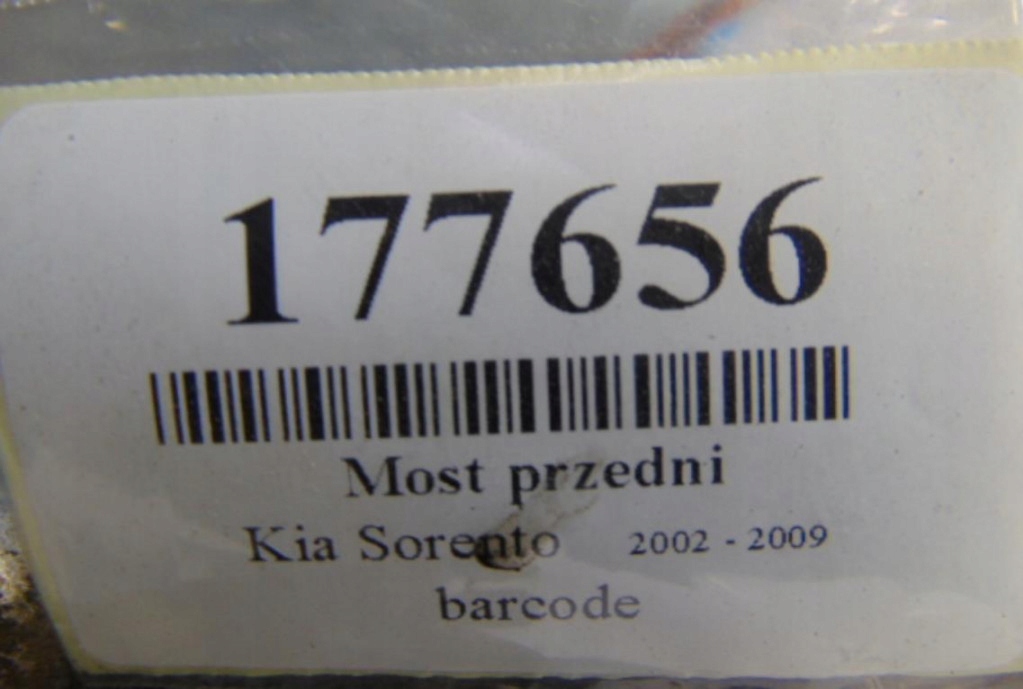 177656
Most przedni
Kia Sorento 2002 - 2009
barcode